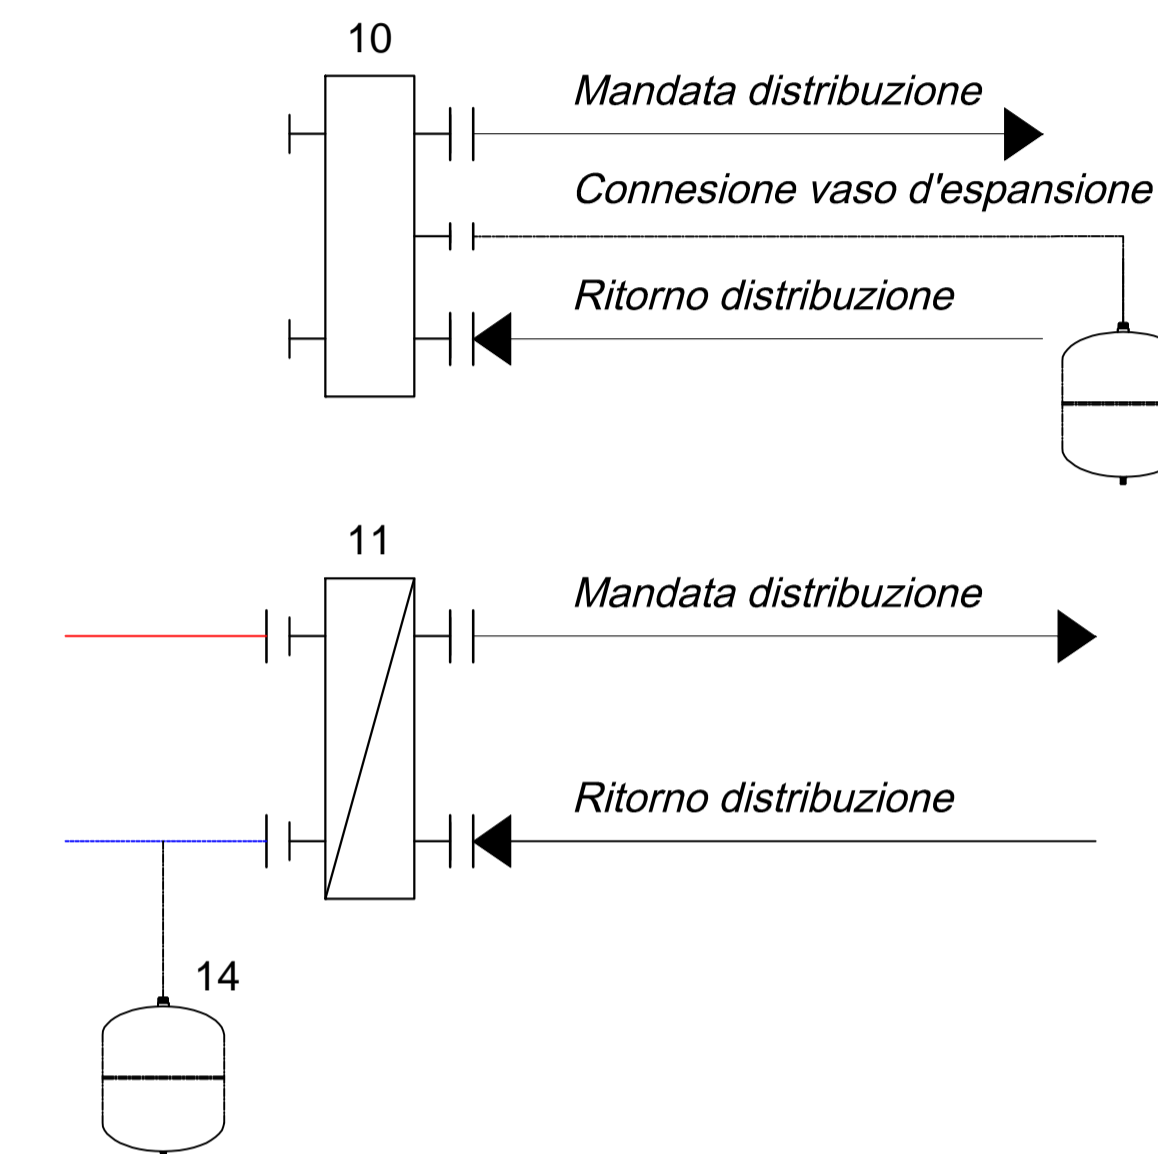 10
Mandata distribuzione
Connesione vaso d'espansione
Ritorno distribuzione
11
Mandata distribuzione
Ritorno distribuzione
14